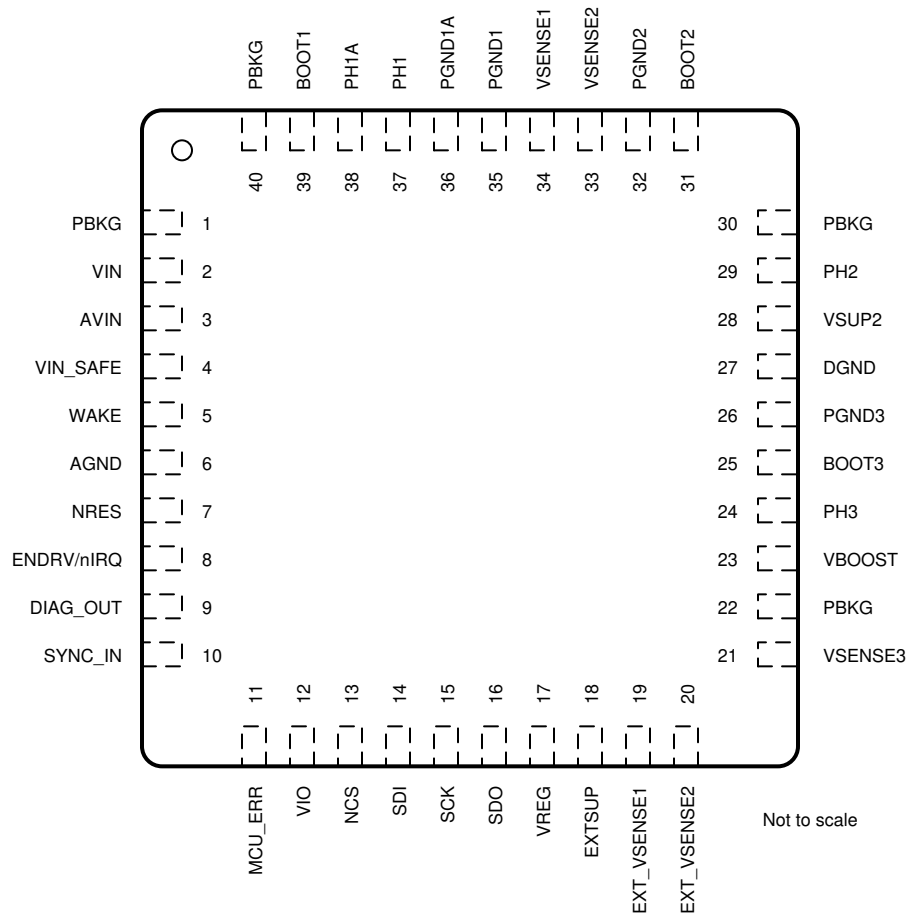 PBKG
BOOT1
PH1A
PH1
PGND1A
PGND1
VSENSE1
VSENSE2
PGND2
BOOT2
40
39
38
37
36
35
34
33
32
31
PBKG 1
VIN 2
AVIN 3
VIN_SAFE 4
WAKE 5
AGND 6
NRES 7
ENDRV/nIRQ 8
DIAG_OUT 9
SYNC_IN 10
30 PBKG
29 PH2
28 VSUP2
27 DGND
26 PGND3
25 BOOT3
24 PH3
23 VBOOST
22 PBKG
21 VSENSE3
11
12
13
14
15
16
17
18
19
20
MCU_ERR
VIO
NCS
SDI
SCK
SDO
VREG
EXTSUP
EXT_VSENSE1
EXT_VSENSE2
Not to scale